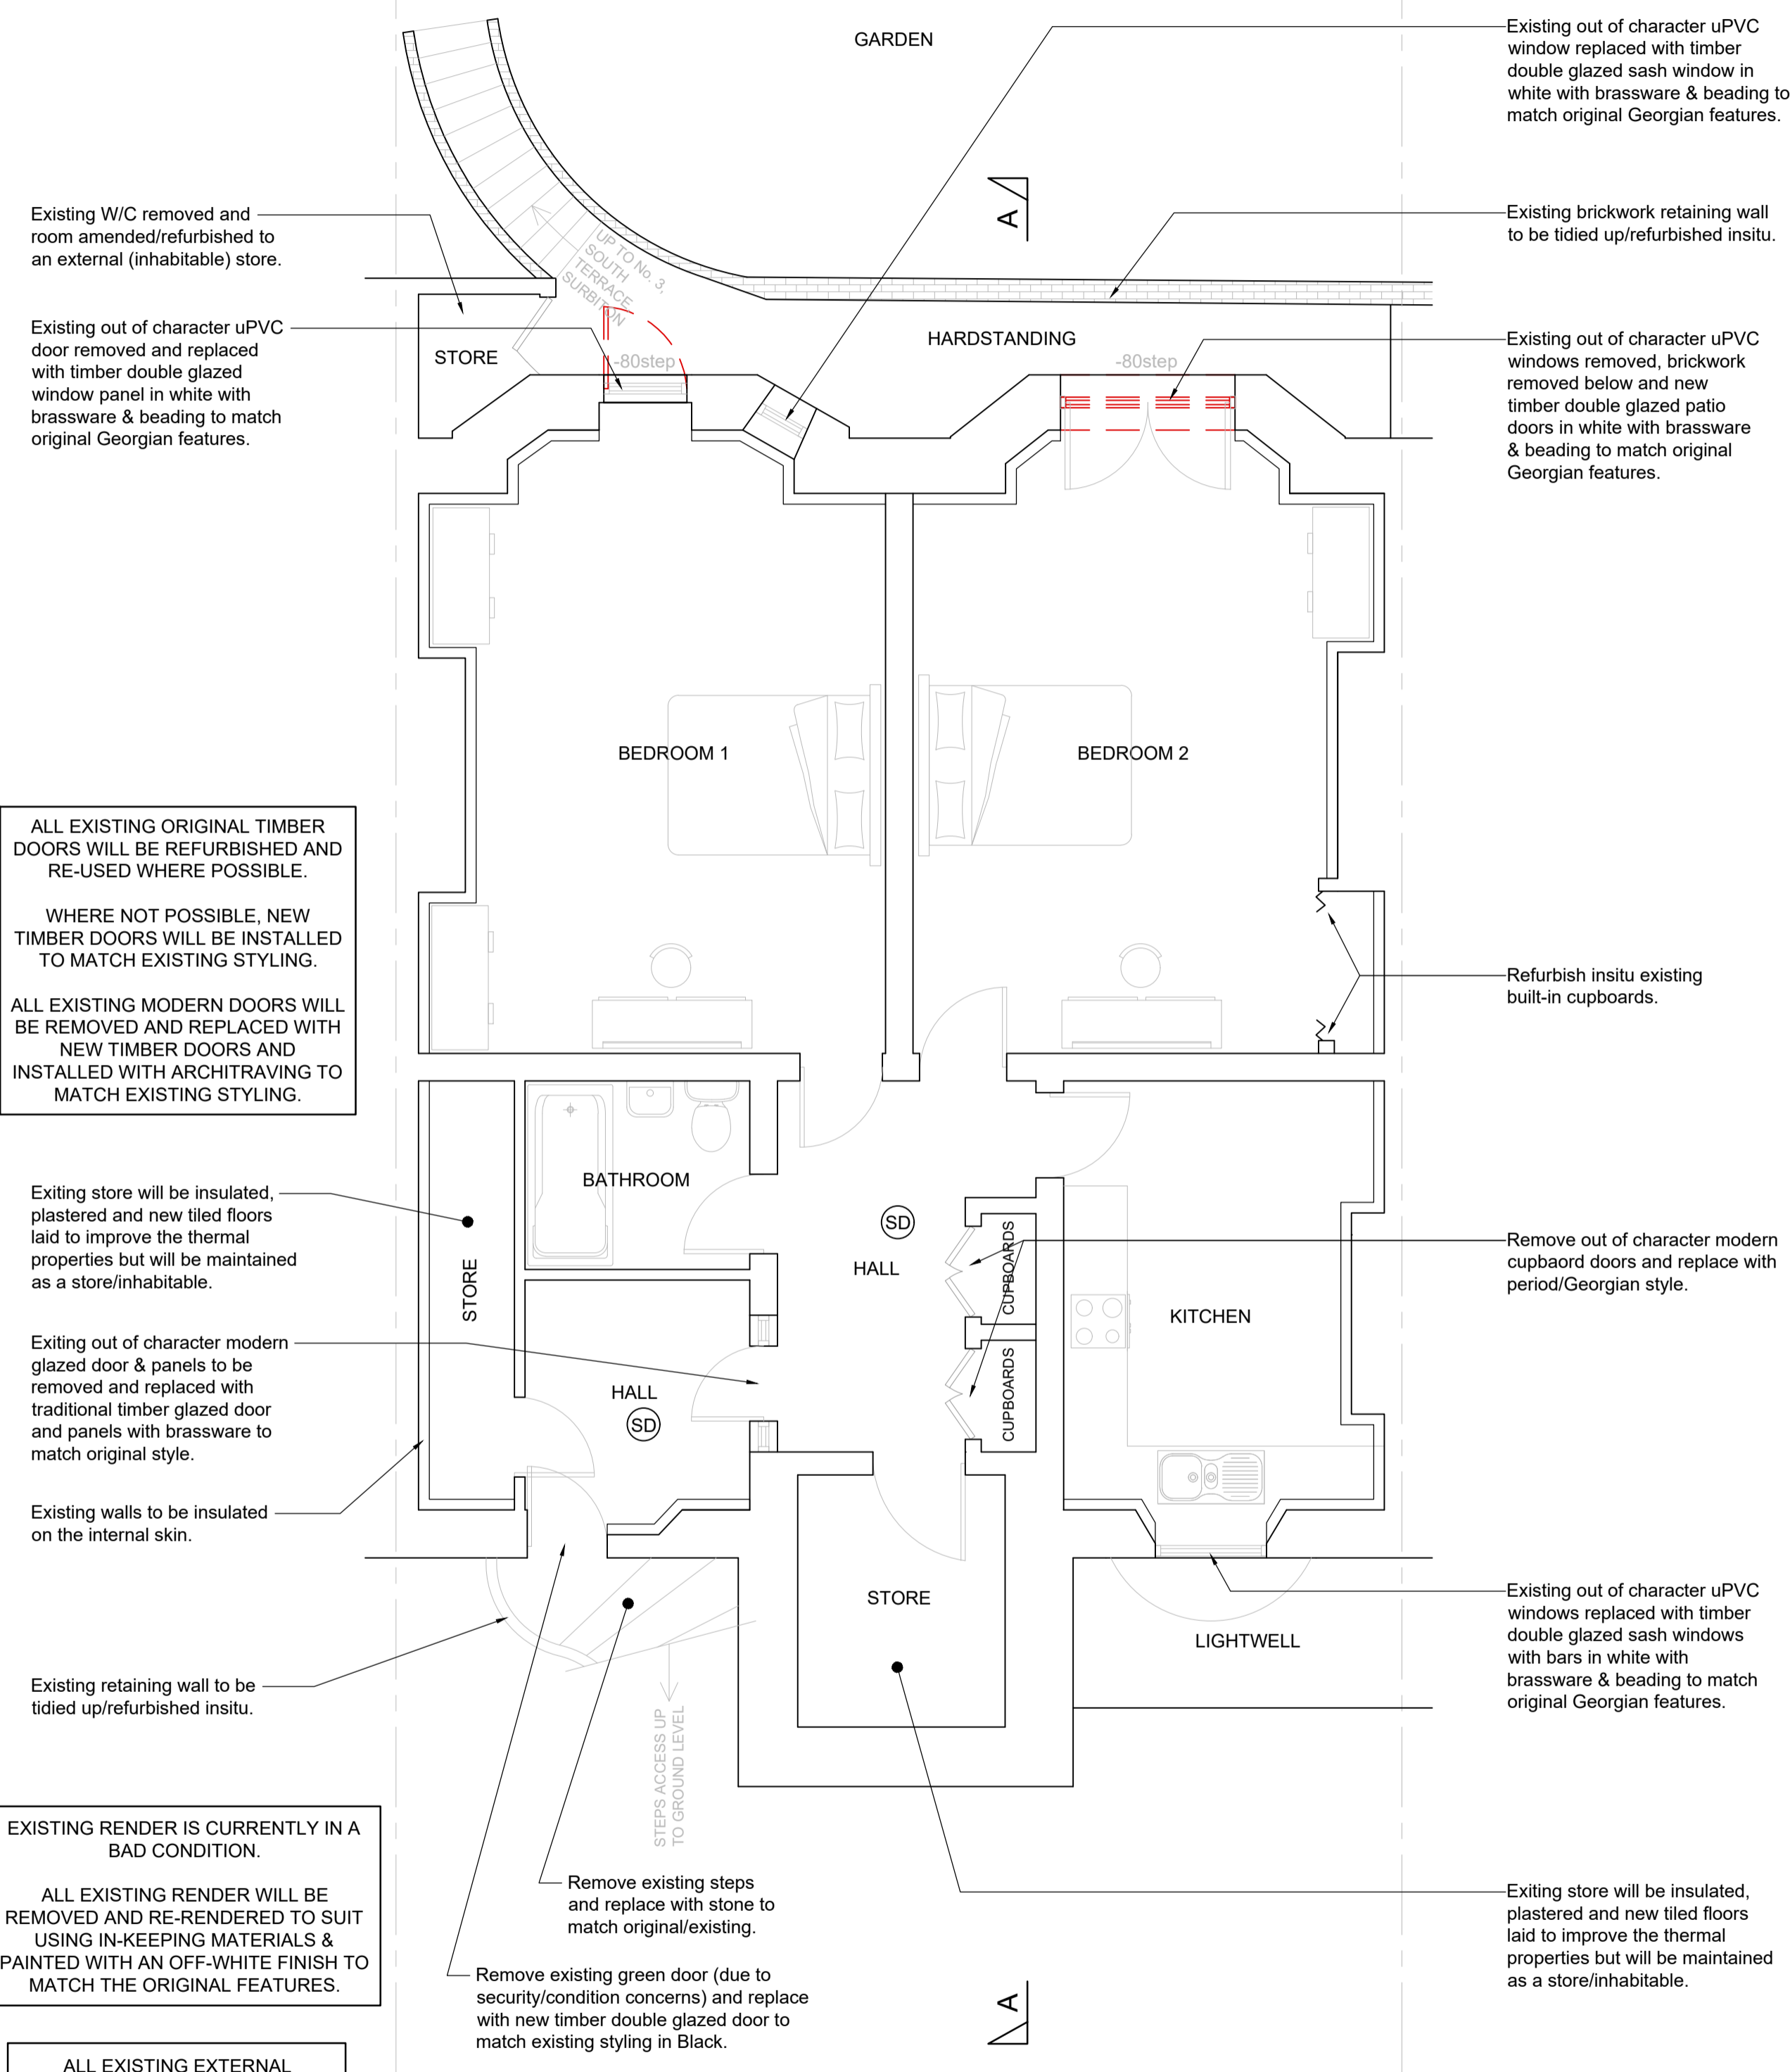 GARDEN
Existing out of character uPVC
window replaced with timber
double glazed sash window in
white with brassware & beading to
match original Georgian features.
A
Existing W/C removed and
room amended/refurbished to
an external (inhabitable) store.
Existing brickwork retaining wall
to be tidied up/refurbished insitu.
UP TO No. 3,
SOUTH
TERRACE
SURBITON
Existing out of character uPVC
door removed and replaced
with timber double glazed
window panel in white with
brassware & beading to match
original Georgian features.
STORE
-80step
HARDSTANDING
-80step
Existing out of character uPVC
windows removed, brickwork
removed below and new
timber double glazed patio
doors in white with brassware
& beading to match original
Georgian features.
BEDROOM 1
BEDROOM 2
ALL EXISTING ORIGINAL TIMBER
DOORS WILL BE REFURBISHED AND
RE-USED WHERE POSSIBLE.
WHERE NOT POSSIBLE, NEW
TIMBER DOORS WILL BE INSTALLED
TO MATCH EXISTING STYLING.
ALL EXISTING MODERN DOORS WILL
BE REMOVED AND REPLACED WITH
NEW TIMBER DOORS AND
INSTALLED WITH ARCHITRAVING TO
MATCH EXISTING STYLING.
Refurbish insitu existing
built-in cupboards.
Exiting store will be insulated,
plastered and new tiled floors
laid to improve the thermal
properties but will be maintained
as a store/inhabitable.
STORE
BATHROOM
SD
HALL
CUPBOARDS
Remove out of character modern
cupbaord doors and replace with
period/Georgian style.
KITCHEN
Exiting out of character modern
glazed door & panels to be
removed and replaced with
traditional timber glazed door
and panels with brassware to
match original style.
HALL
SD
CUPBOARDS
Existing walls to be insulated
on the internal skin.
STORE
LIGHTWELL
Existing out of character uPVC
windows replaced with timber
double glazed sash windows
with bars in white with
brassware & beading to match
original Georgian features.
Existing retaining wall to be
tidied up/refurbished insitu.
STEPS ACCESS UP
TO GROUND LEVEL
EXISTING RENDER IS CURRENTLY IN A
BAD CONDITION.
ALL EXISTING RENDER WILL BE
REMOVED AND RE-RENDERED TO SUIT
USING IN-KEEPING MATERIALS &
PAINTED WITH AN OFF-WHITE FINISH TO
MATCH THE ORIGINAL FEATURES.
Remove existing steps
and replace with stone to
match original/existing.
Exiting store will be insulated,
plastered and new tiled floors
laid to improve the thermal
properties but will be maintained
as a store/inhabitable.
Remove existing green door (due to
security/condition concerns) and replace
with new timber double glazed door to
match existing styling in Black.
A
ALL EXISTING EXTERNAL